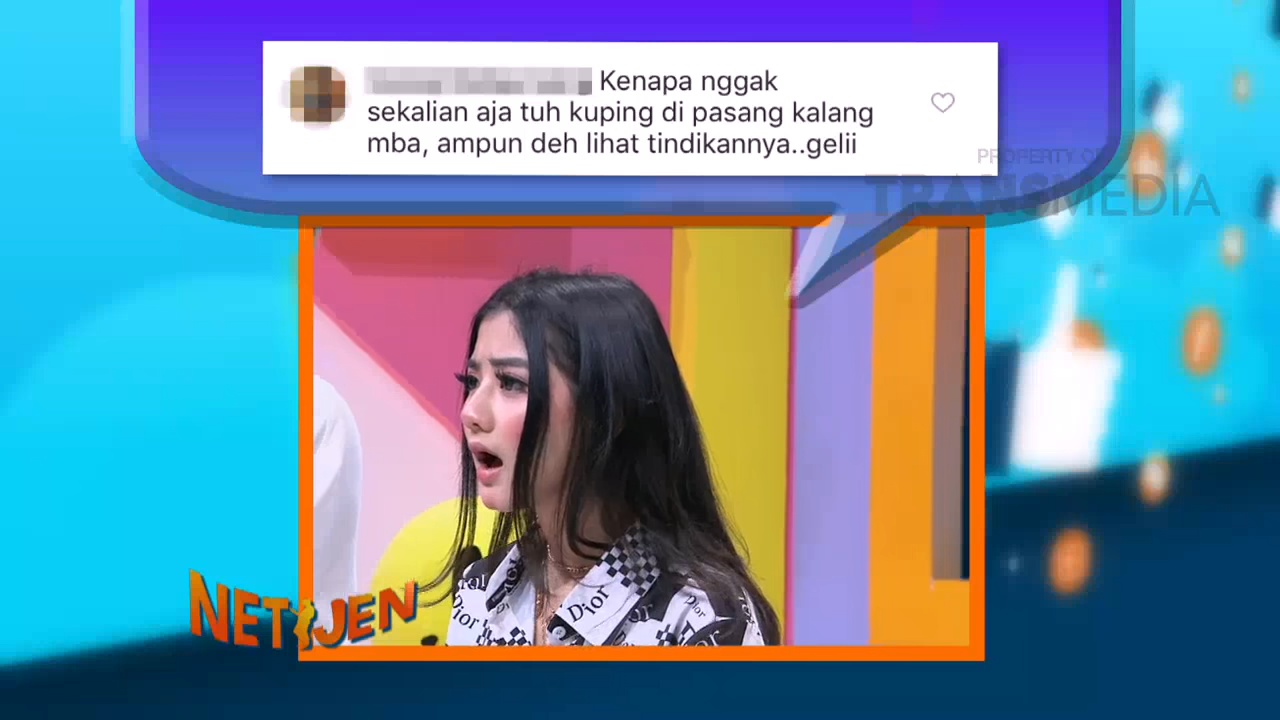 Kenapa nggak
sekalian aja tuh kuping di pasang kalang
mba, ampun deh lihat tindikannya..gelii
PROPERTY OF
TRANSMEDIA
Dior
Dior
Dior
NETIJEN